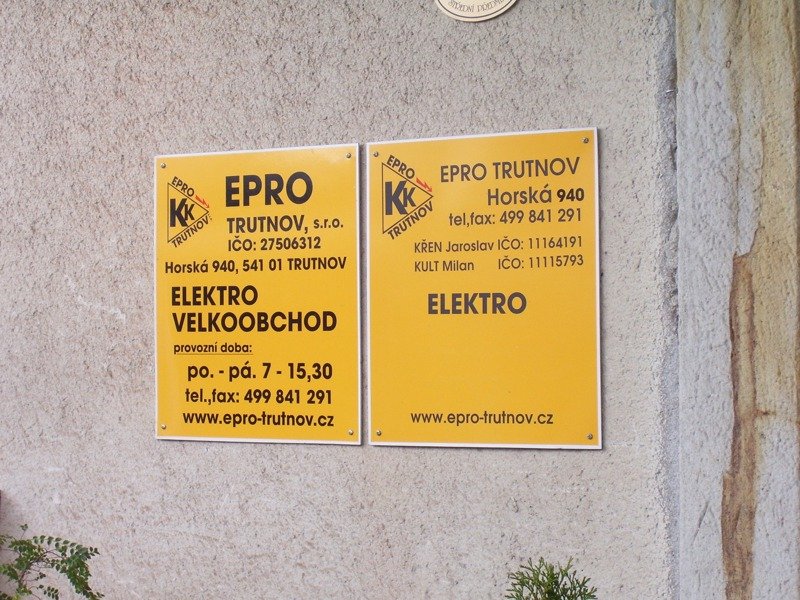 EPRO
KK
TRUTNOV
EPRO
TRUTNOV, s.r.o.
IČO: 27506312
Horská 940, 541 01 TRUTNOV
ELEKTRO
VELKOOBCHOD
provozní doba:
po. - pá. 7 - 15,30
tel.,fax: 499 841 291
www.epro-trutnov.cz
EPRO
KK
TRUTNOV
EPRO TRUTNOV
Horská 940
tel,fax: 499 841 291
KŘEN Jaroslav IČO: 11164191
KULT Milan IČO: 11115793
ELEKTRO
www.epro-trutnov.cz